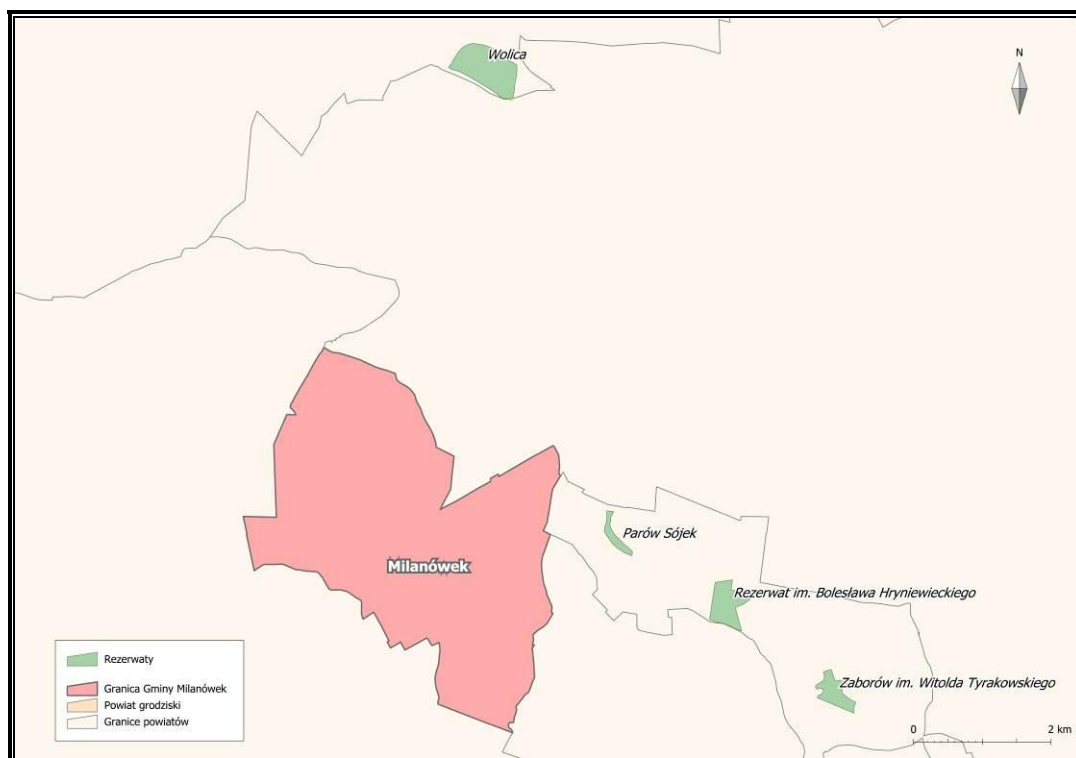 Wolica
N
Parów Sójek
Milanówek
Rezerwat im. Bolesława Hryniewieckiego
Zaborów im. Witolda Tyrakowskiego
Rezerwaty
Granica Gminy Milanówek
Powiat grodziski
Granice powiatów
0 2 km